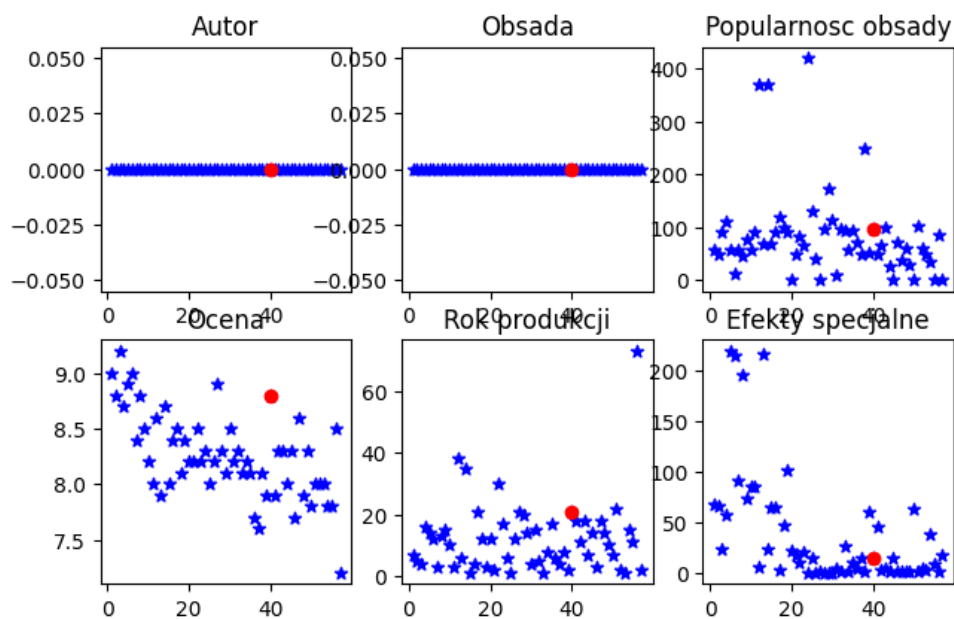 Autor
Obsada
Popularnosc obsady
0.050
0.025
0.000
−0.025
−0.050
0 20 40
0.050
0.025
0.000
−0.025
−0.050
0 20 40
400
300
200
100
0
0 20 40
Ocena
Rok produkcji
Efekty specjalne
9.0
8.5
8.0
7.5
0 20 40
60
40
20
0
0 20 40
200
150
100
50
0
0 20 40